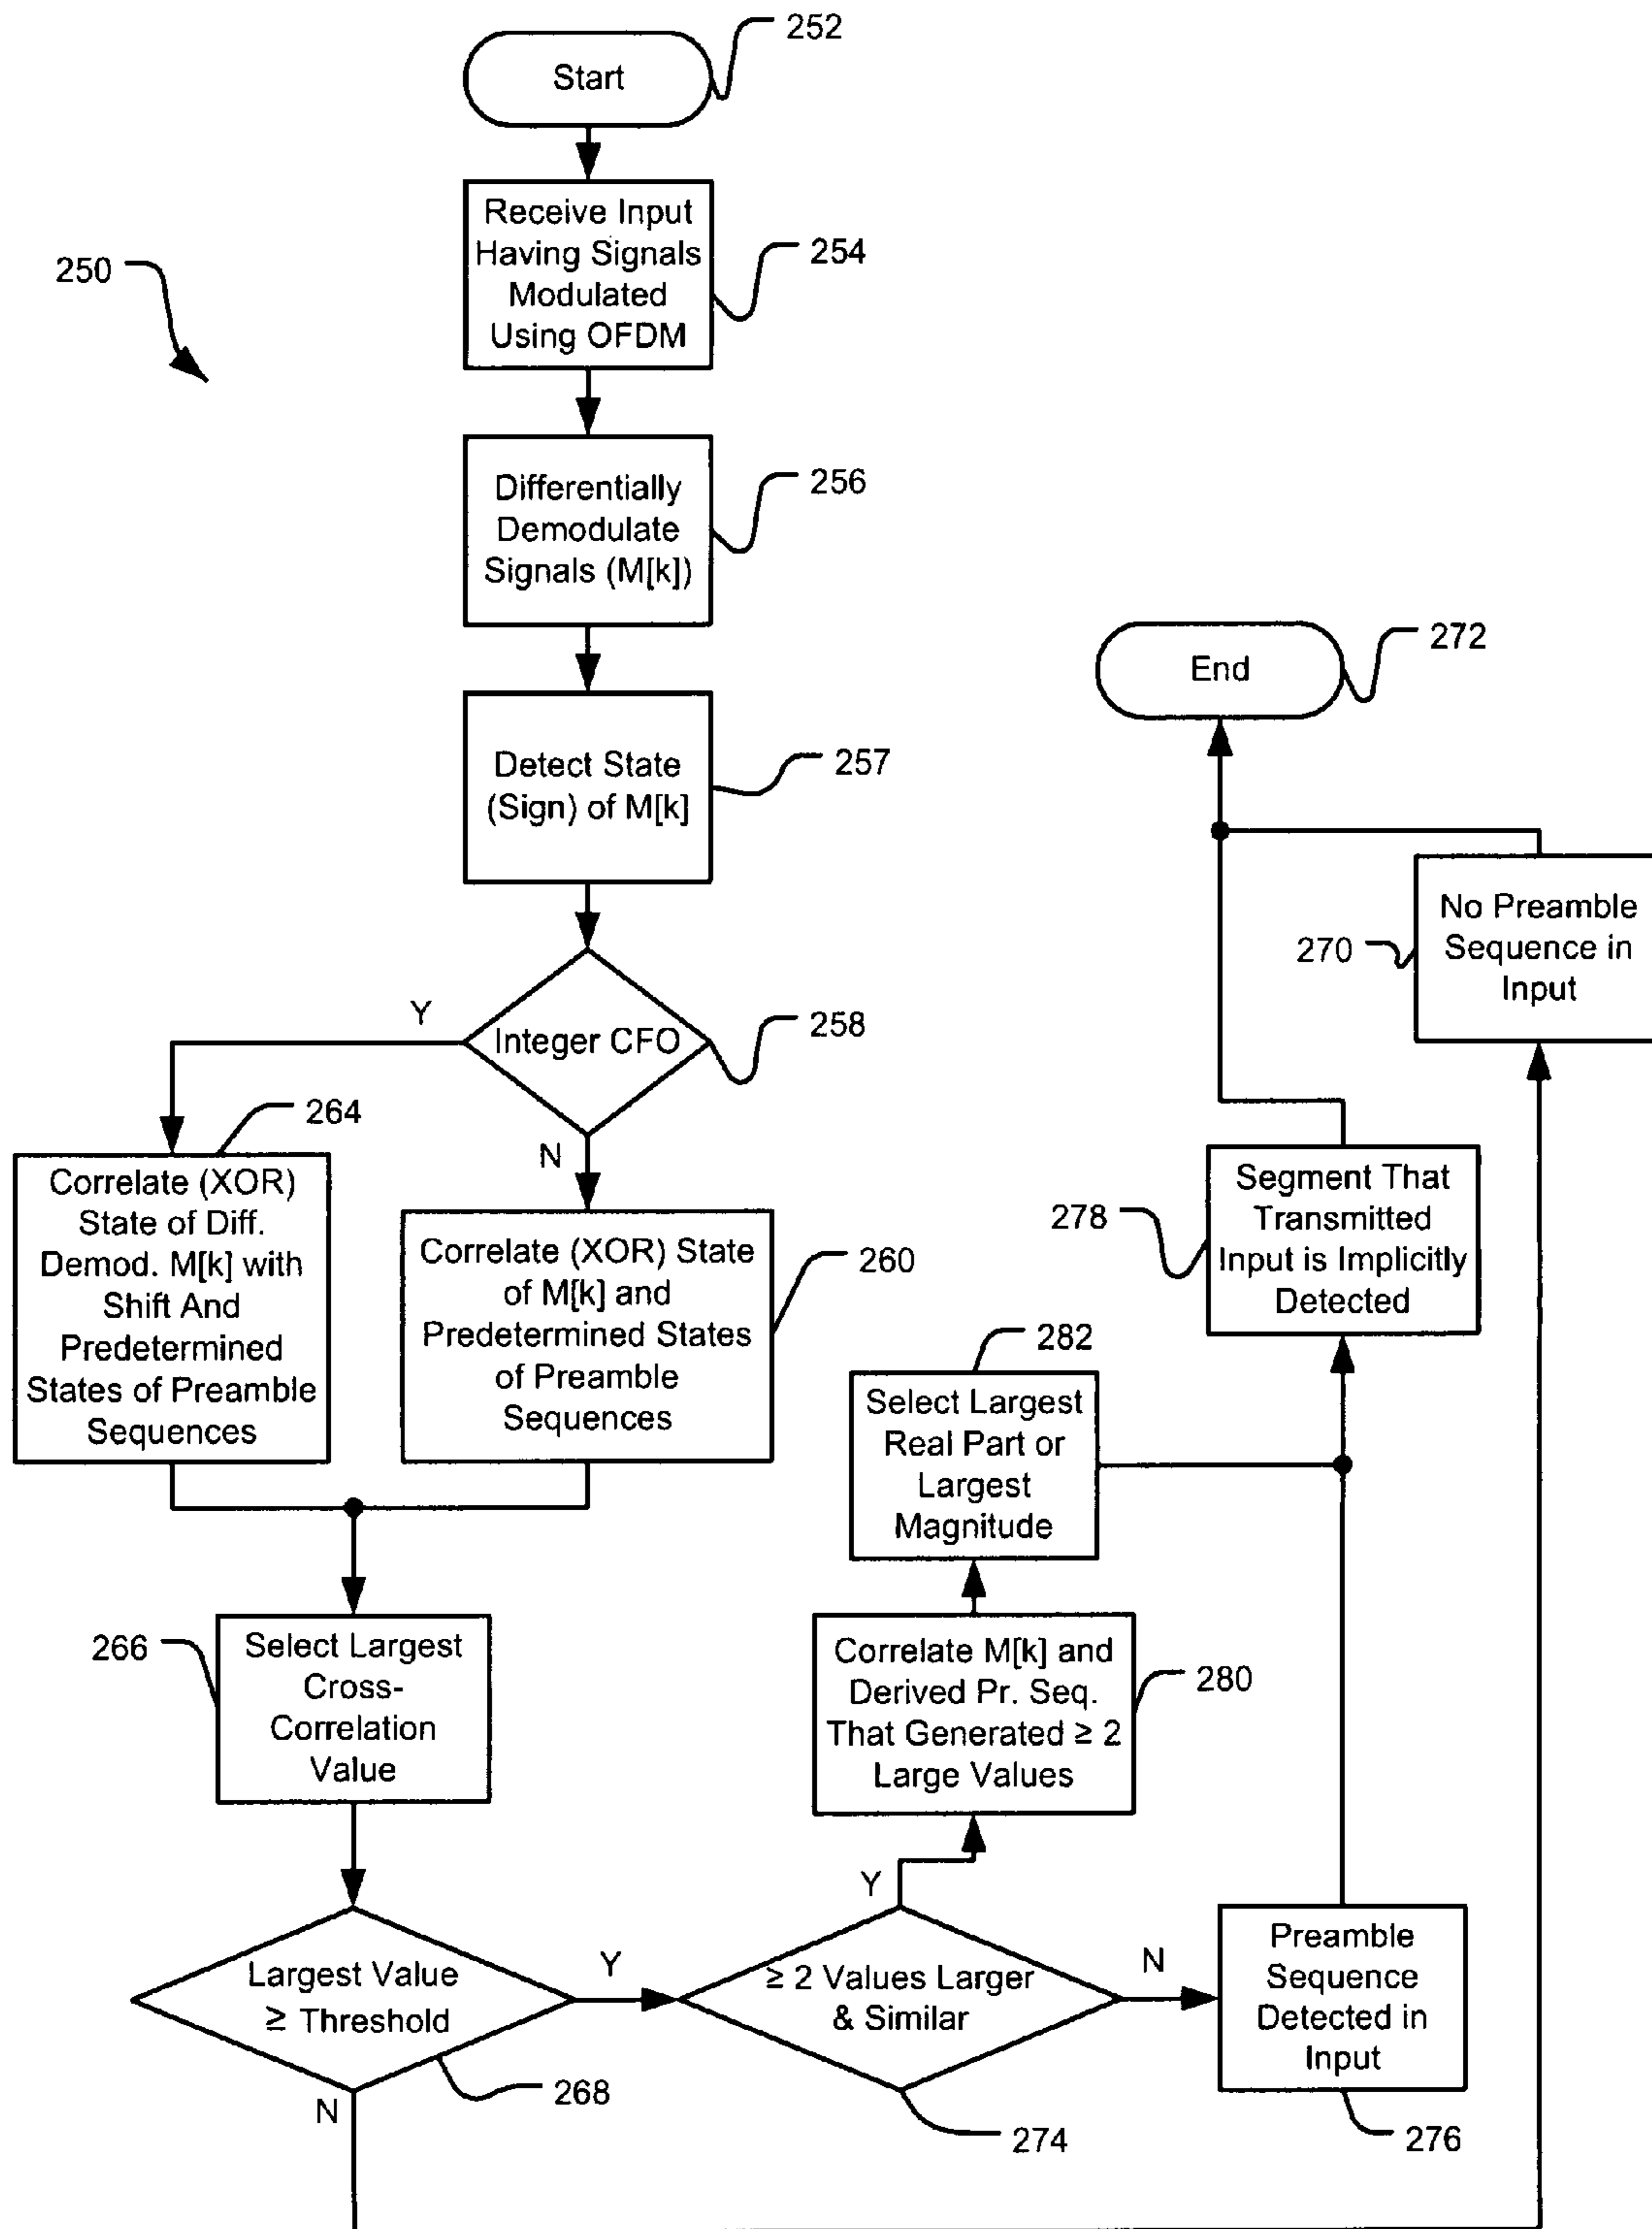 252
Start
Receive Input
Having Signals
Modulated
Using OFDM
254
250
Differentially
Demodulate
Signals (M[k])
256
Detect State
(Sign) of M[k]
257
Integer CFO
258
Y
N
264
Correlate (XOR)
State of Diff.
Demod. M[k] with
Shift And
Predetermined
States of Preamble
Sequences
Correlate (XOR) State
of M[k] and
Predetermined States
of Preamble
Sequences
260
266
Select Largest
Cross-
Correlation
Value
Largest Value
≥ Threshold
268
Y
N
≥ 2 Values Larger
& Similar
274
Y
N
Correlate M[k] and
Derived Pr. Seq.
That Generated ≥ 2
Large Values
280
282
Select Largest
Real Part or
Largest
Magnitude
Preamble
Sequence
Detected in
Input
276
278
Segment That
Transmitted
Input is Implicitly
Detected
270
No Preamble
Sequence in
Input
End
272